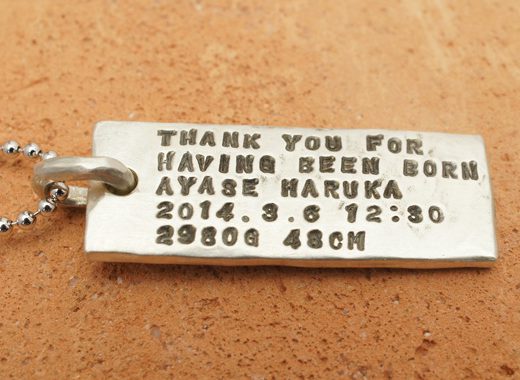 THANK YOU FOR
HAVING BEEN BORN
AYASE HARUKA
2014.3.6 12:30
2980G 48CM